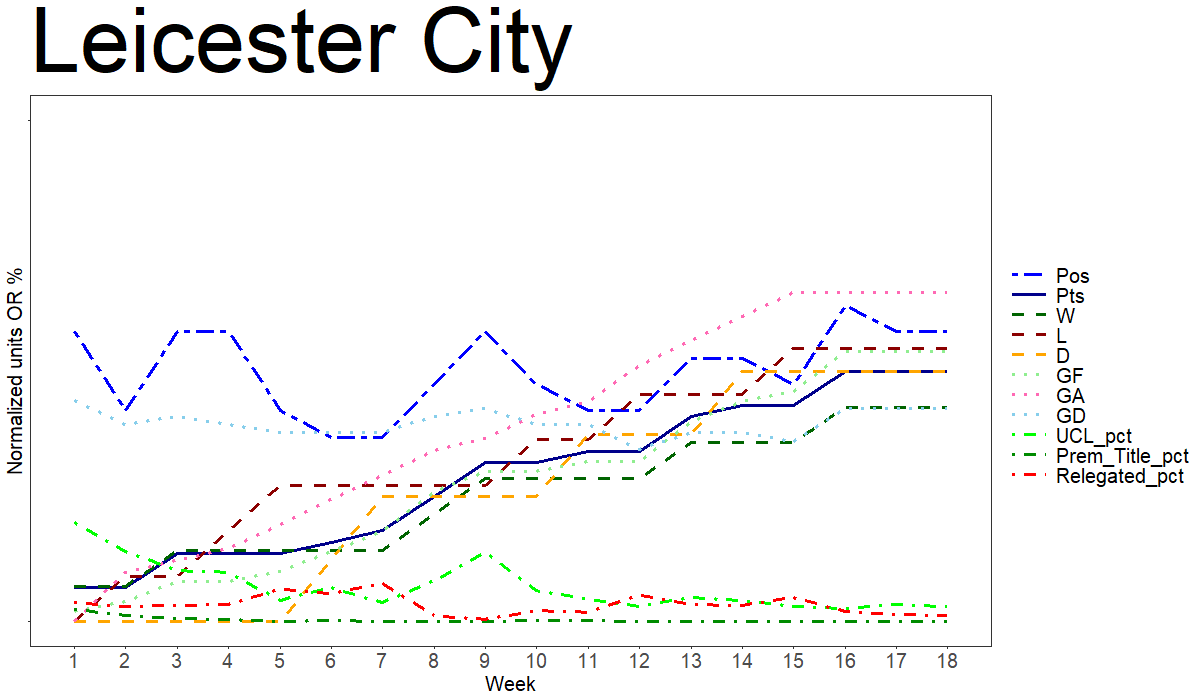 Leicester City
Normalized units OR %
1 2 3 4 5 6 7 8 9 10 11 12 13 14 15 16 17 18
Week
Pos
Pts
W
L
D
GF
GA
GD
UCL_pct
Prem_Title_pct
Relegated_pct